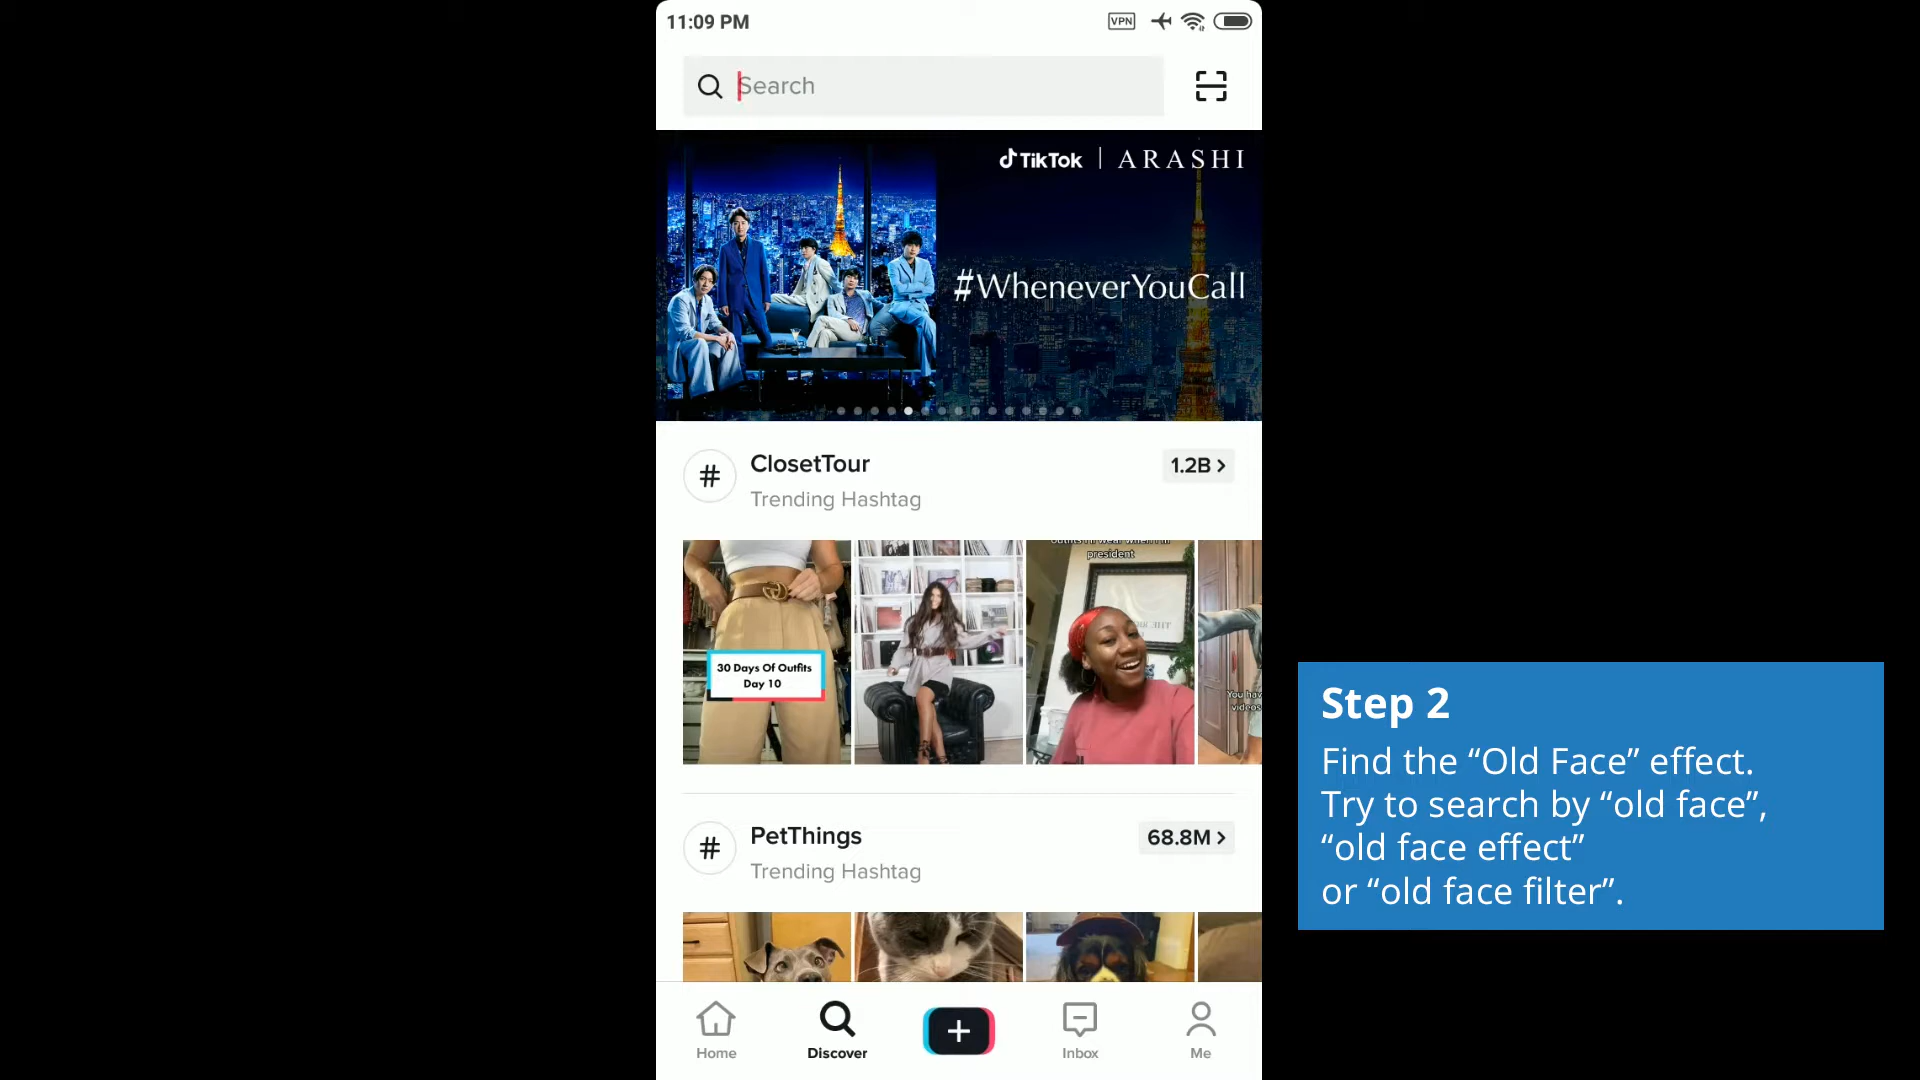 11:09 PM
VPN
Search
TikTok | ARASHI
#WheneverYouCall
# ClosetTour
1.2B >
Trending Hashtag
president
30 Days Of Outfits
Day 10
videos
# PetThings
68.8M >
Trending Hashtag
Home
Discover
Inbox
Me
Step 2
Find the “Old Face” effect.
Try to search by “old face”,
“old face effect”
or “old face filter”.